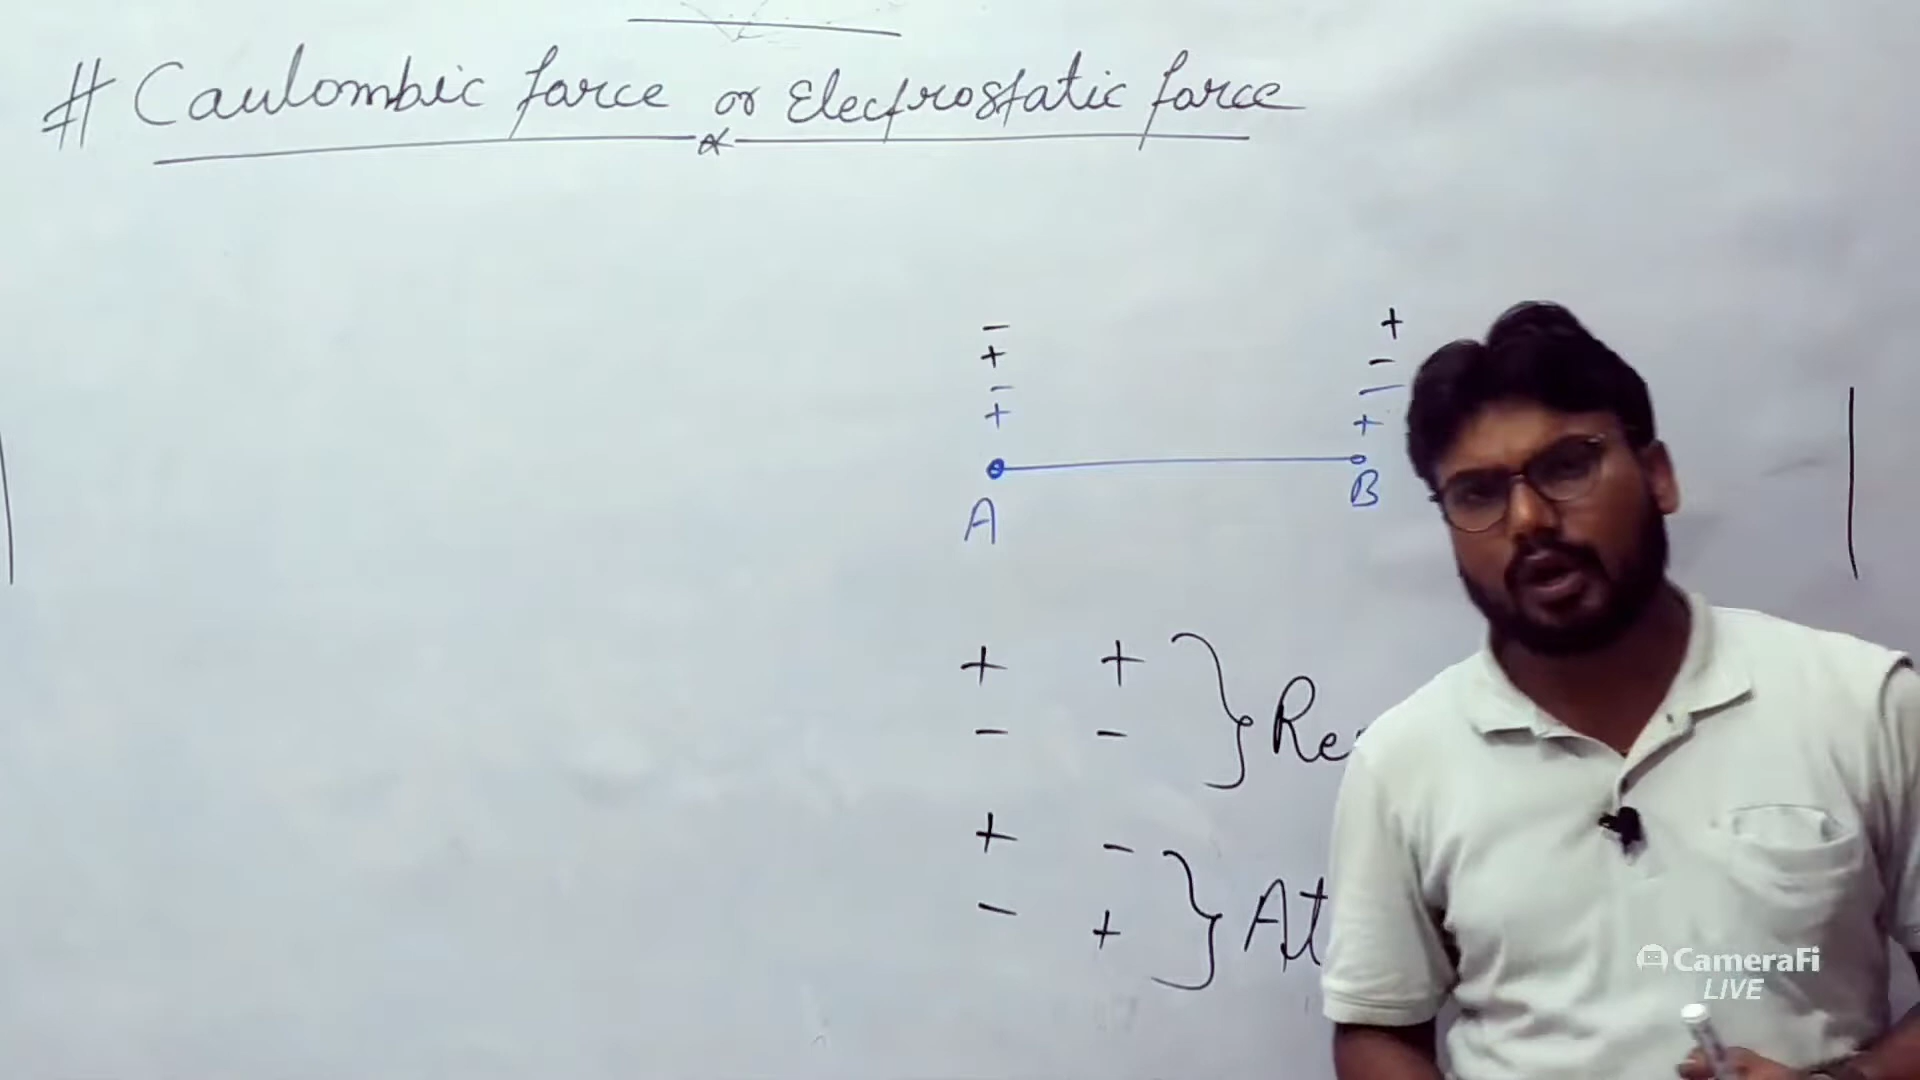 # Caulombic force or Electrostatic force
- +
+ -
- -
+ +
A B
+ + } Re
- -
+ - } At
- +
CameraFi
LIVE